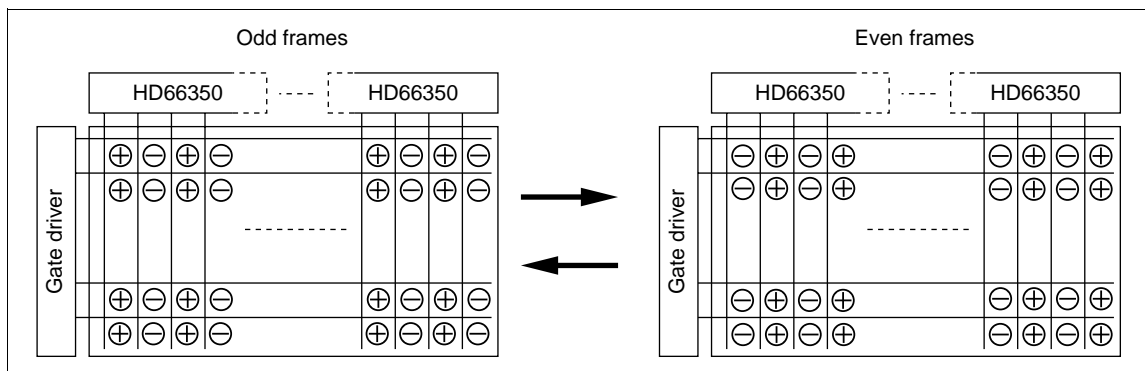 Odd frames
Even frames
HD66350
HD66350
HD66350
HD66350
Gate driver
Gate driver